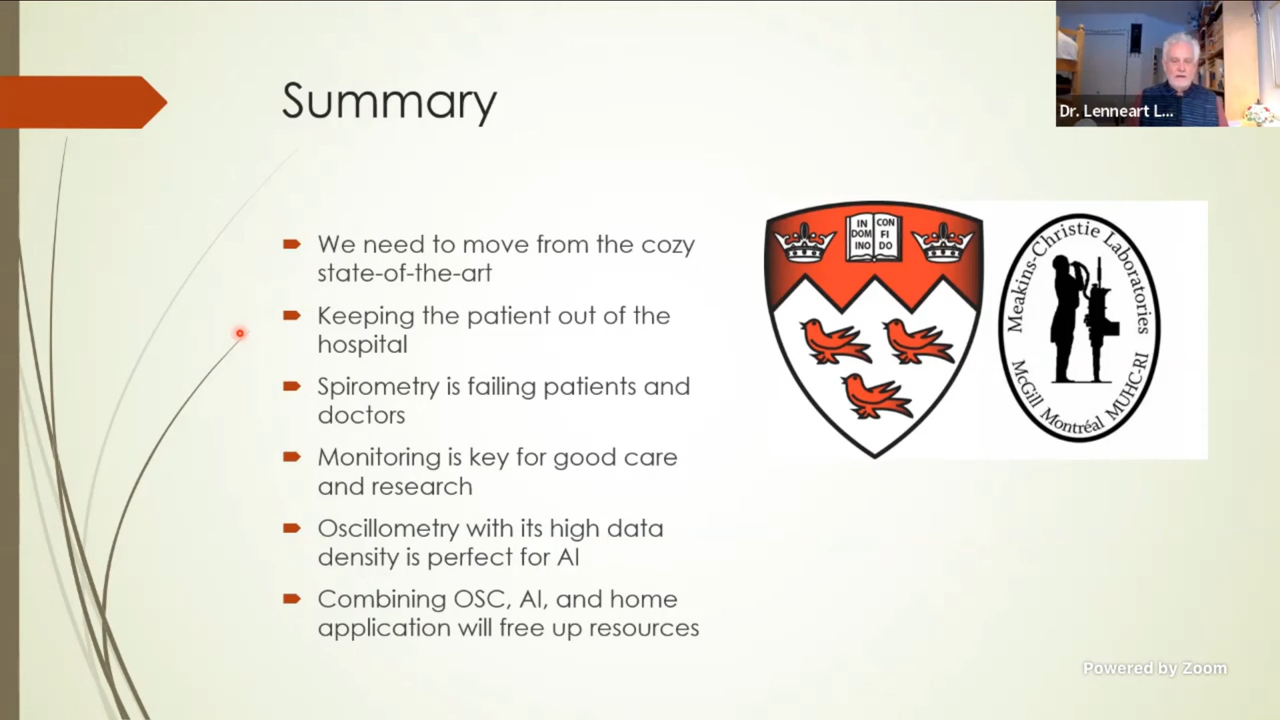 Summary
Dr. Lenneart L...
We need to move from the cozy
state-of-the-art
Keeping the patient out of the
hospital
Spirometry is failing patients and
doctors
Monitoring is key for good care
and research
Oscillometry with its high data
density is perfect for AI
Combining OSC, AI, and home
application will free up resources
IN
DOM
INO
CON
FI
DO
Meakins-Christie Laboratories
McGill Montréal MUHC-RI
Powered by Zoom